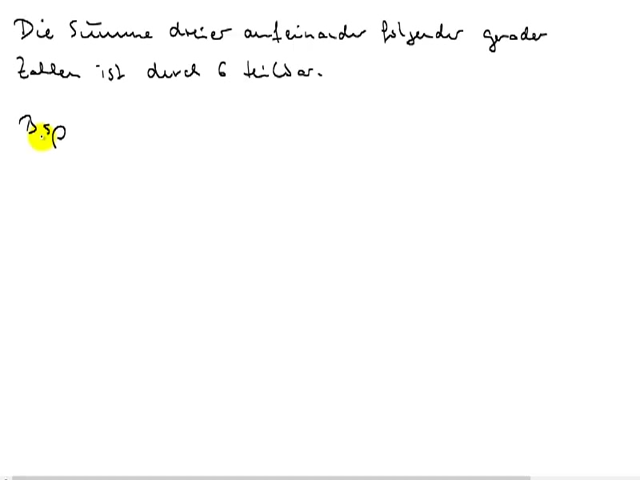 Die Summe dreier aufeinander folgender gerader
Zahlen ist durch 6 teilbar.
Bsp